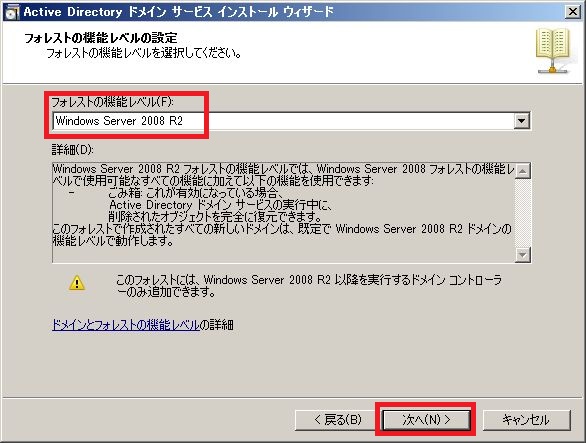 Active Directory ドメイン サービス インストール ウィザード
フォレストの機能レベルの設定
フォレストの機能レベルを選択してください。
フォレストの機能レベル(F):
Windows Server 2008 R2
詳細(D):
Windows Server 2008 R2 フォレストの機能レベルでは、Windows Server 2008 フォレストの機能レ
ベルで使用可能なすべての機能に加えて以下の機能を使用できます:
- ごみ箱: これが有効になっている場合、
Active Directory ドメイン サービスの実行中に、
削除されたオブジェクトを完全に復元できます。
このフォレストで作成されたすべての新しいドメインは、既定で Windows Server 2008 R2 ドメインの
機能レベルで動作します。
このフォレストには、Windows Server 2008 R2 以降を実行するドメイン コントローラ
ーのみ追加できます。
ドメインとフォレストの機能レベルの詳細
< 戻る(B)
次へ(N) >
キャンセル